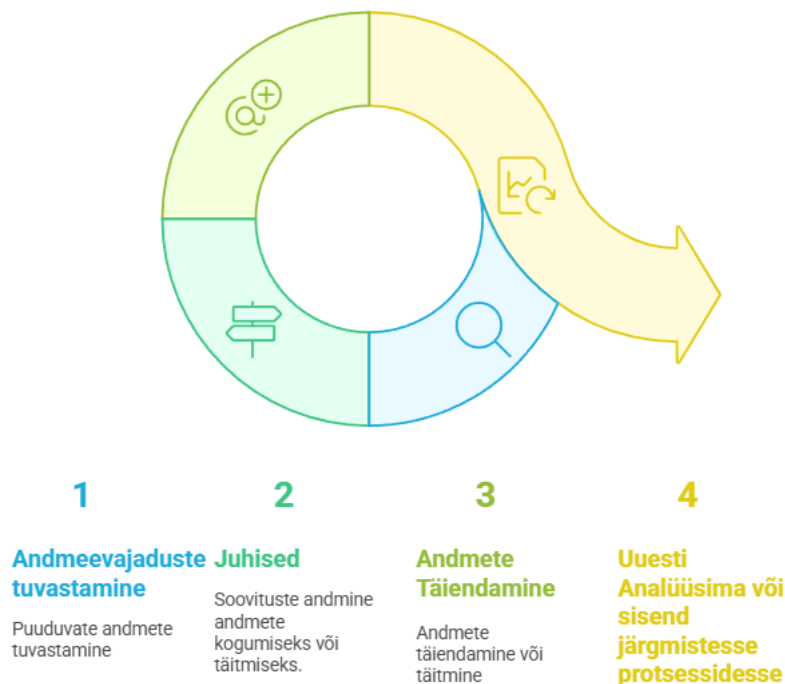 1
Andmeevajaduste
tuvastamine
Puuduvate andmete
tuvastamine
2
Juhised
Soovituste andmine
andmete
kogumiseks või
täitmiseks.
3
Andmete
Täiendamine
Andmete
täiendamine või
täitmine
4
Uuesti
Analüüsima või
sisend
järgmistesse
protsessidesse